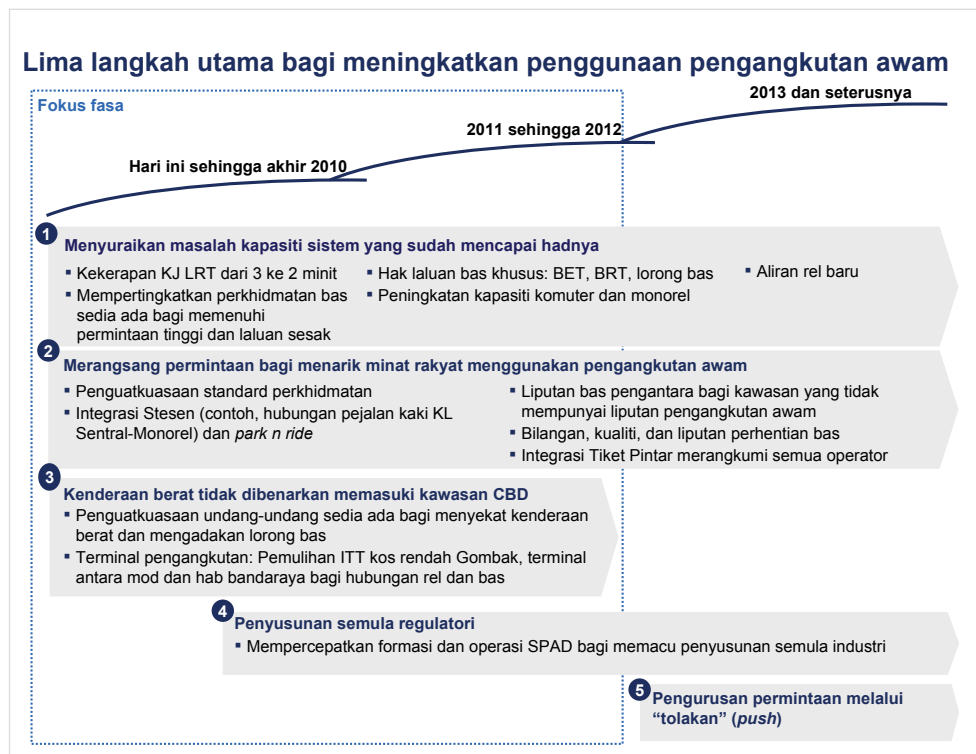 Lima langkah utama bagi meningkatkan penggunaan pengangkutan awam
Fokus fasa
2013 dan seterusnya
2011 sehingga 2012
Hari ini sehingga akhir 2010
1
Menyuraikan masalah kapasiti sistem yang sudah mencapai hadnya
▪ Kekerapan KJ LRT dari 3 ke 2 minit
▪ Mempertingkatkan perkhidmatan bas
sedia ada bagi memenuhi
permintaan tinggi dan laluan sesak
▪ Hak laluan bas khusus: BET, BRT, lorong bas
▪ Peningkatan kapasiti komuter dan monorel
▪ Aliran rel baru
2
Merangsang permintaan bagi menarik minat rakyat menggunakan pengangkutan awam
▪ Penguatkuasaan standard perkhidmatan
▪ Integrasi Stesen (contoh, hubungan pejalan kaki KL
Sentral-Monorel) dan park n ride
▪ Liputan bas pengantara bagi kawasan yang tidak
mempunyai liputan pengangkutan awam
▪ Bilangan, kualiti, dan liputan perhentian bas
▪ Integrasi Tiket Pintar merangkumi semua operator
3
Kenderaan berat tidak dibenarkan memasuki kawasan CBD
▪ Penguatkuasaan undang-undang sedia ada bagi menyekat kenderaan
berat dan mengadakan lorong bas
▪ Terminal pengangkutan: Pemulihan ITT kos rendah Gombak, terminal
antara mod dan hab bandaraya bagi hubungan rel dan bas
4
Penyusunan semula regulatori
▪ Mempercepatkan formasi dan operasi SPAD bagi memacu penyusunan semula industri
5
Pengurusan permintaan melalui
“tolakan” (push)